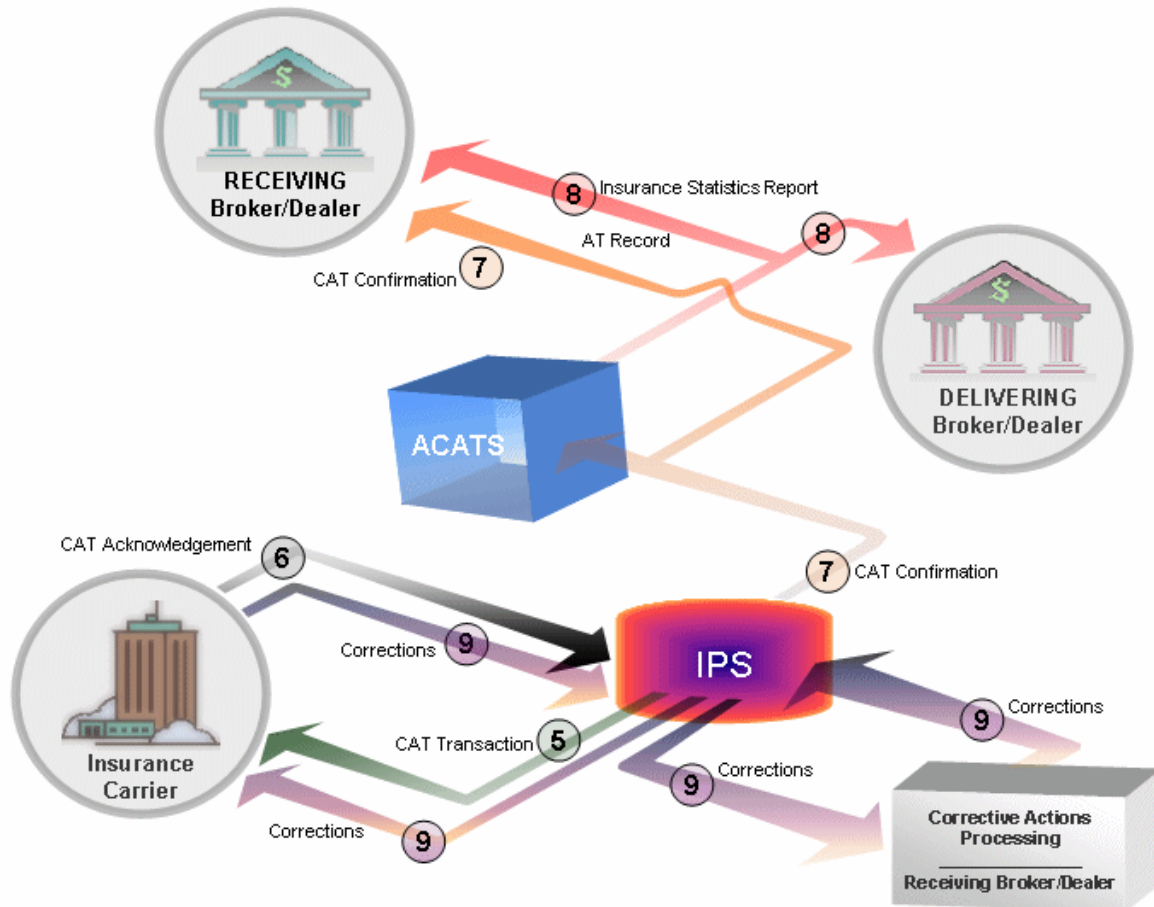 $
RECEIVING
Broker/Dealer
8
Insurance Statistics Report
8
AT Record
CAT Confirmation
7
$
DELIVERING
Broker/Dealer
ACATS
CAT Acknowledgement
6
7
CAT Confirmation
Corrections
9
IPS
Insurance
Carrier
CAT Transaction
5
Corrections
9
9
Corrections
9
Corrections
Corrective Actions
Processing
Receiving Broker/Dealer